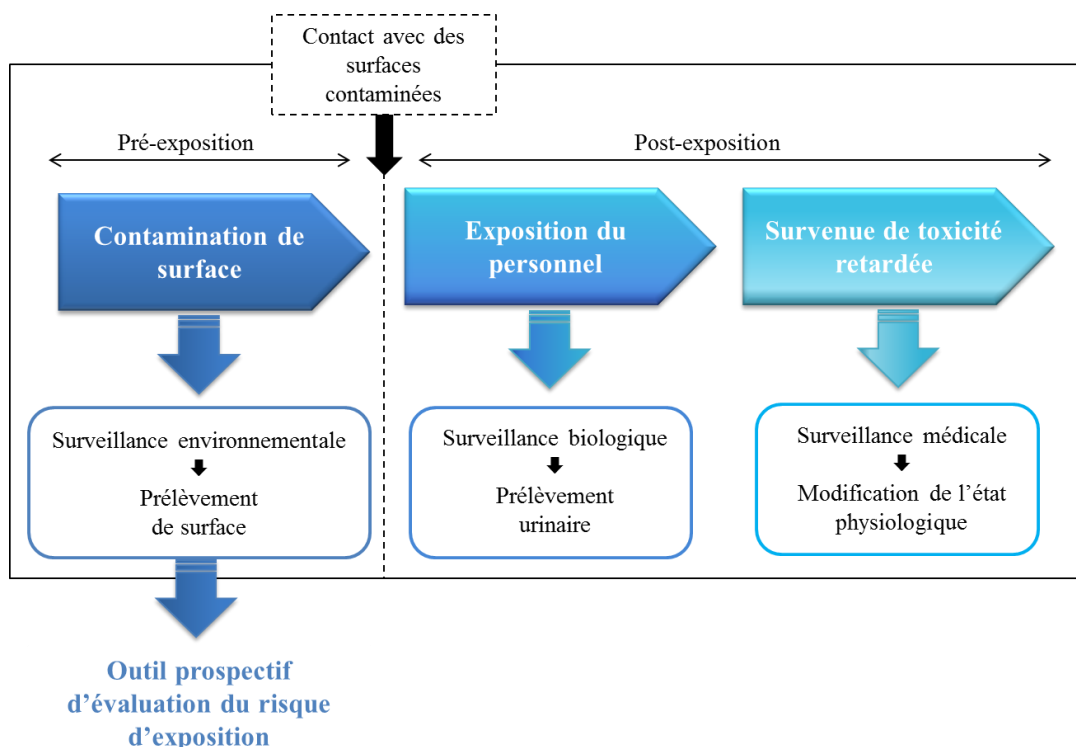 Contact avec des
surfaces
contaminées
Pré-exposition
Post-exposition
Contamination de
surface
Exposition du
personnel
Survenue de toxicité
retardée
Surveillance environnementale
Prélèvement
de surface
Surveillance biologique
Prélèvement
urinaire
Surveillance médicale
Modification de l’état
physiologique
Outil prospectif
d’évaluation du risque
d’exposition